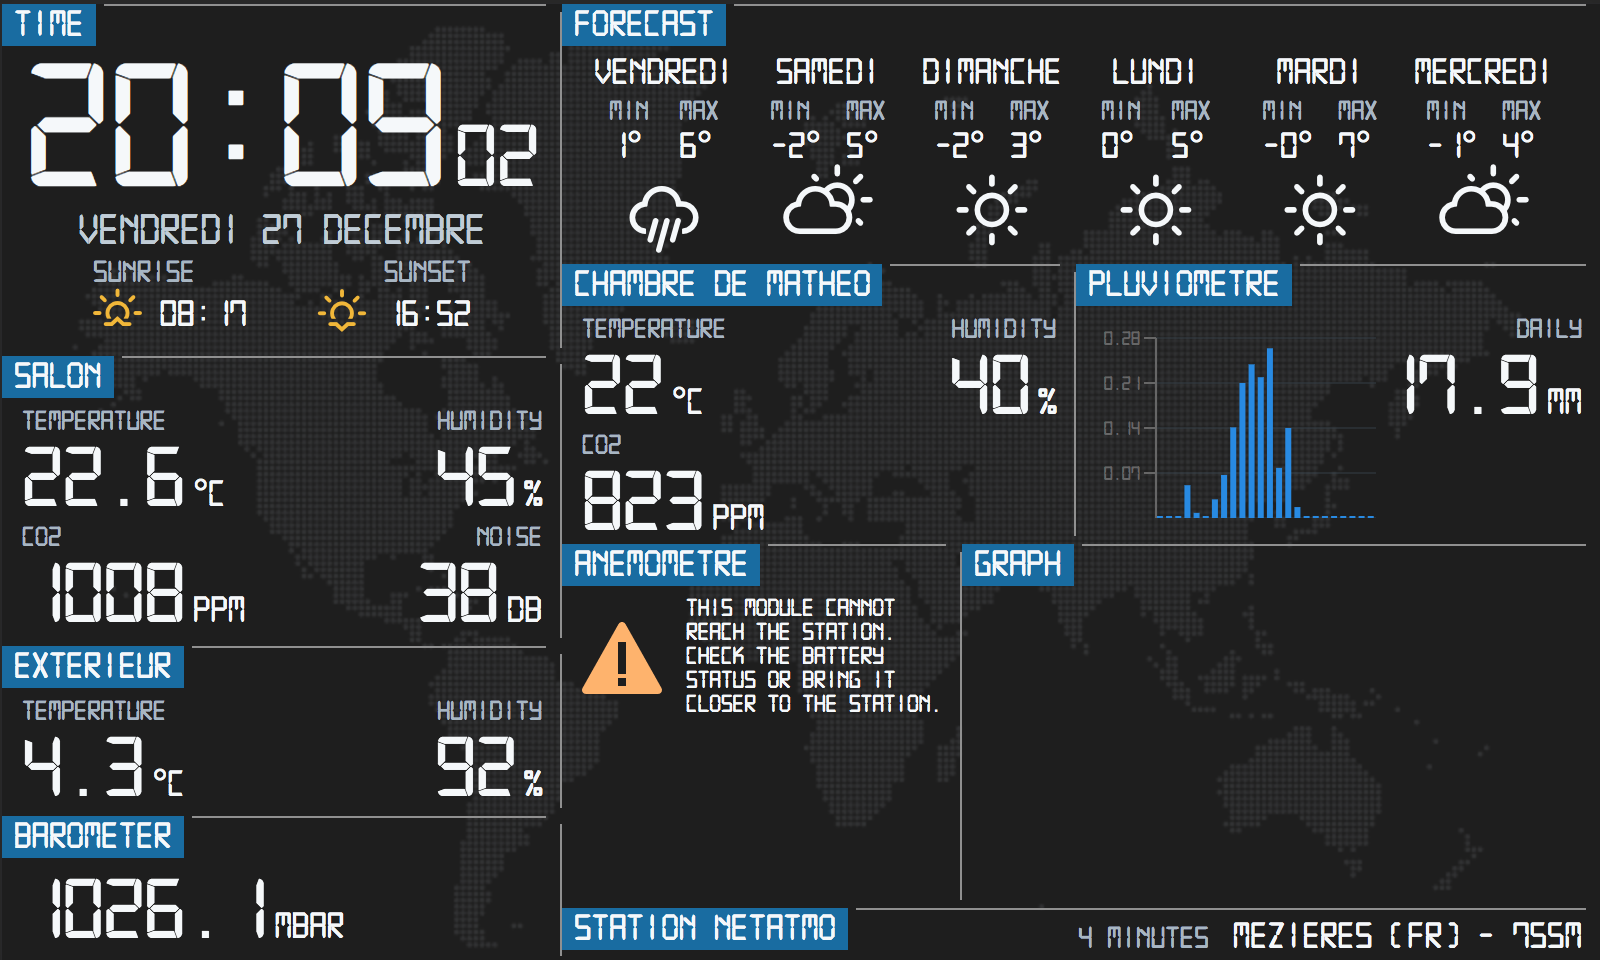 TIME
20:09 02
VENDREDI 27 DECEMBRE
SUNRISE SUNSET
08:17 16:52
SALON
TEMPERATURE HUMIDITY
22.6 °C 45 %
CO2 NOISE
1008 PPM 38 DB
EXTERIEUR
TEMPERATURE HUMIDITY
4.3 °C 92 %
BAROMETER
1026.1 MBAR
FORECAST
VENDREDI SAMEDI DIMANCHE LUNDI MARDI MERCREDI
MIN MAX MIN MAX MIN MAX MIN MAX MIN MAX MIN MAX
1° 6° -2° 5° -2° 3° 0° 5° -0° 7° -1° 4°
CHAMBRE DE MATHEO
TEMPERATURE HUMIDITY
22 °C 40 %
CO2
823 PPM
PLUVIOMETRE
DAILY
17.9 MM
0.28
0.21
0.14
0.07
ANEMOMETRE
THIS MODULE CANNOT
REACH THE STATION.
CHECK THE BATTERY
STATUS OR BRING IT
CLOSER TO THE STATION.
GRAPH
STATION NETATMO
4 MINUTES MEZIERES (FR) - 755M